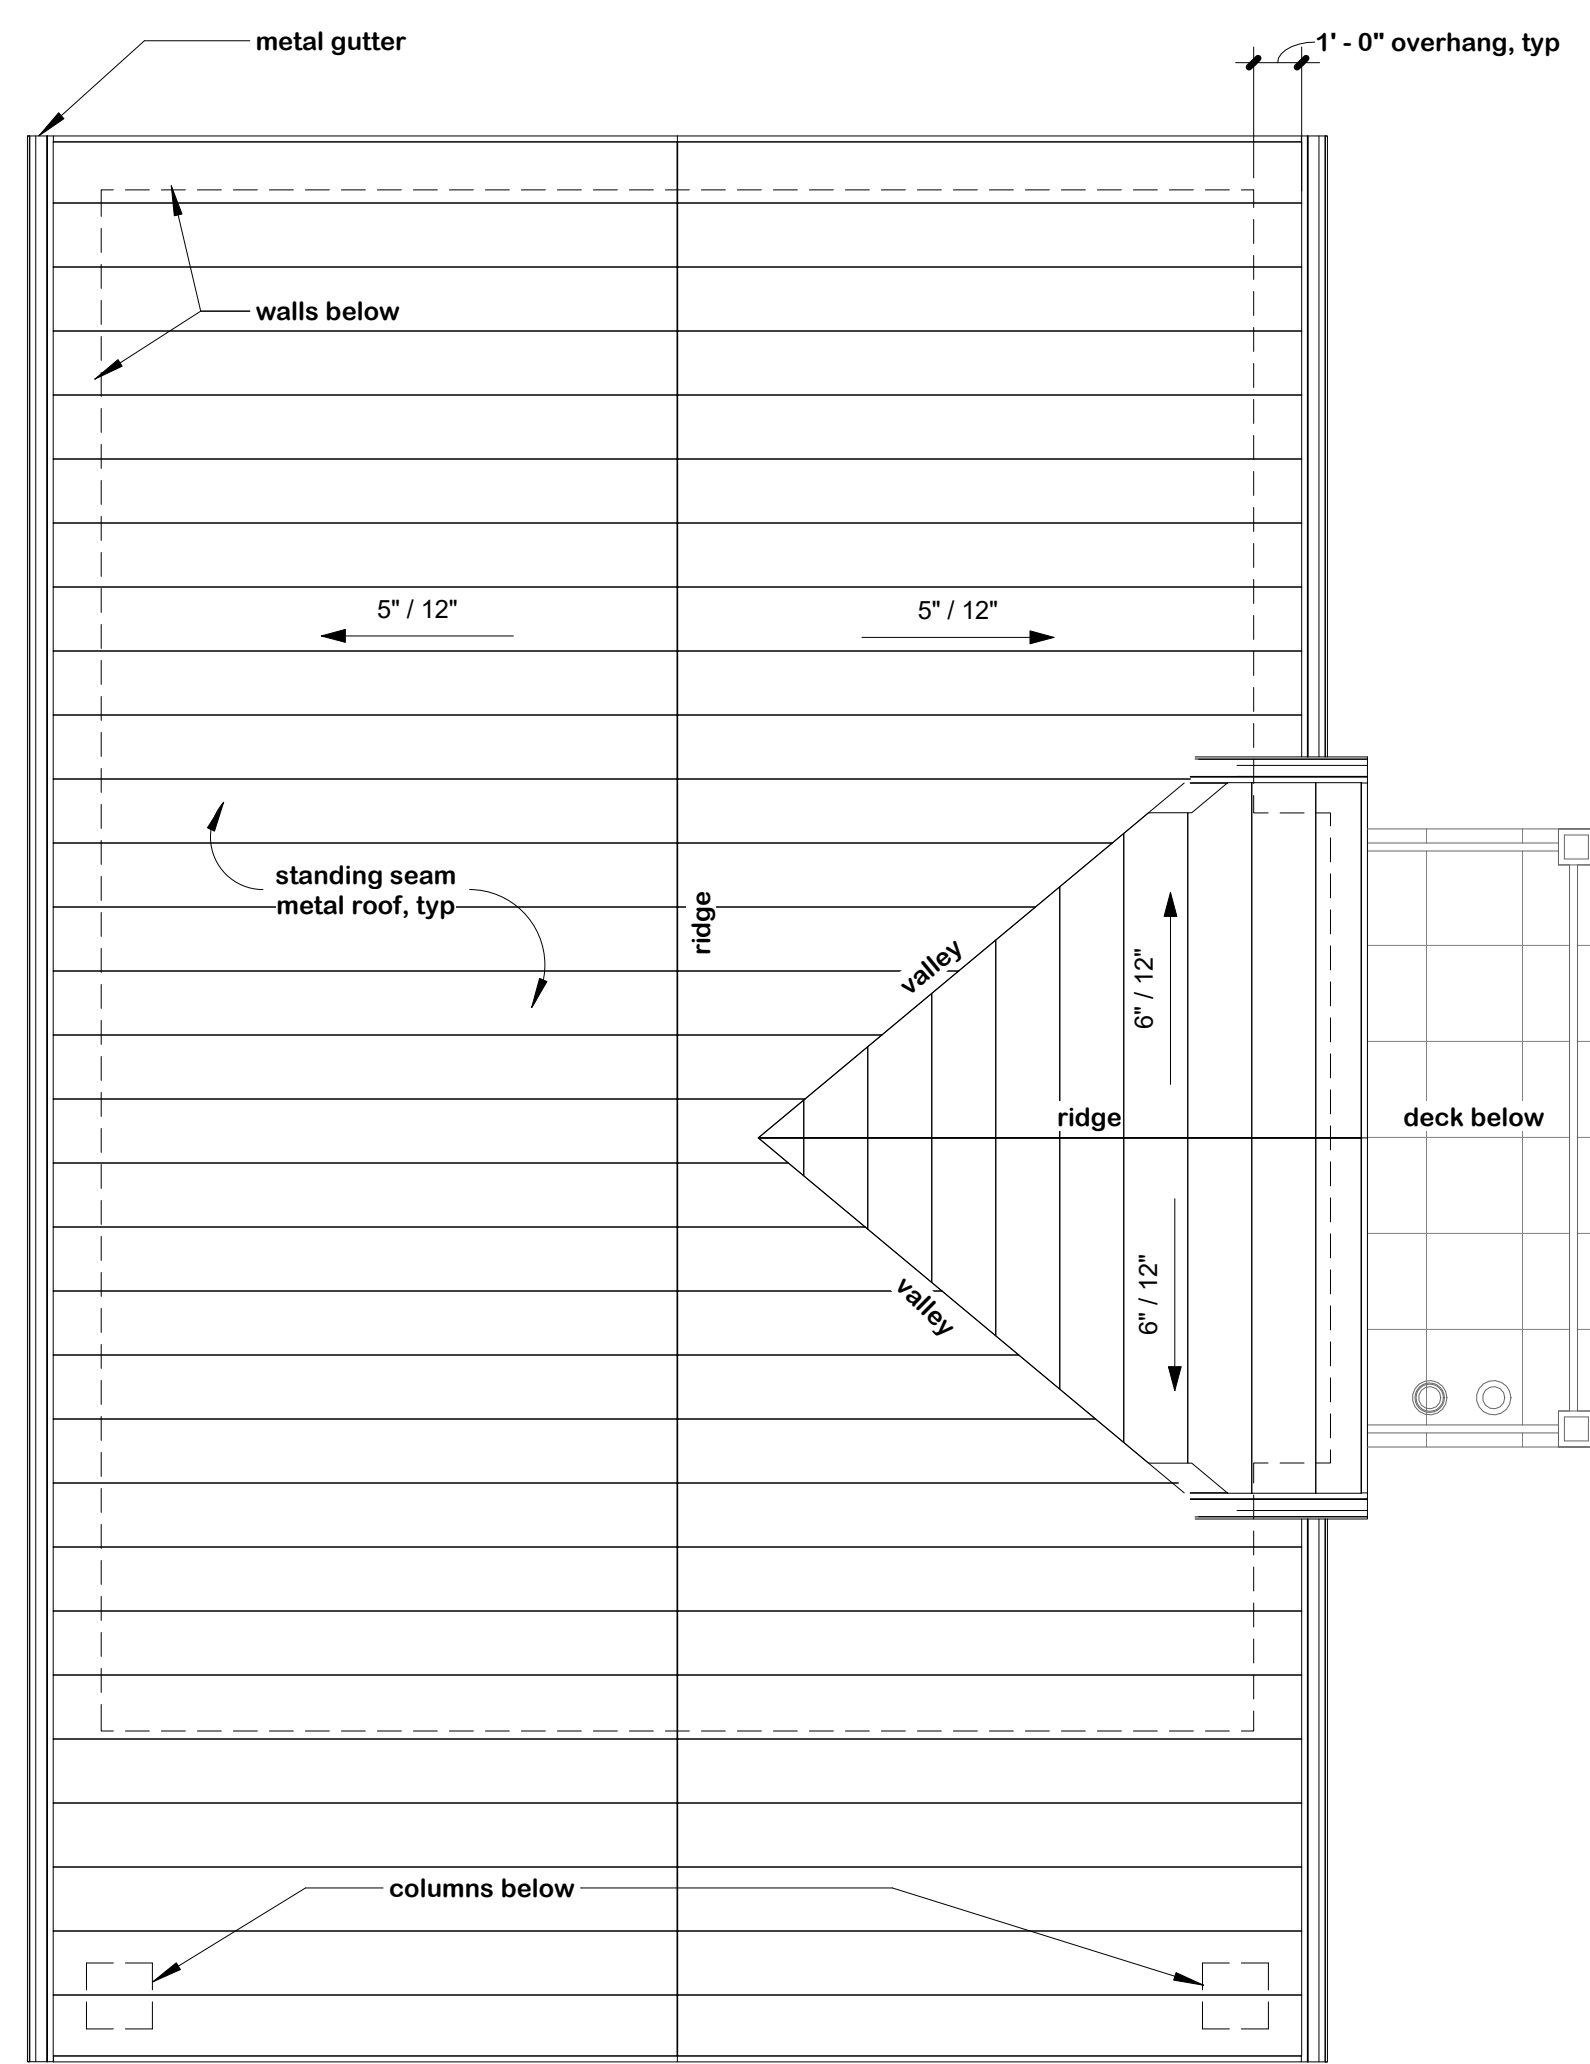 metal gutter
1' - 0" overhang, typ
walls below
5" / 12"
5" / 12"
standing seam
metal roof, typ
ridge
valley
6" / 12"
ridge
deck below
6" / 12"
valley
columns below